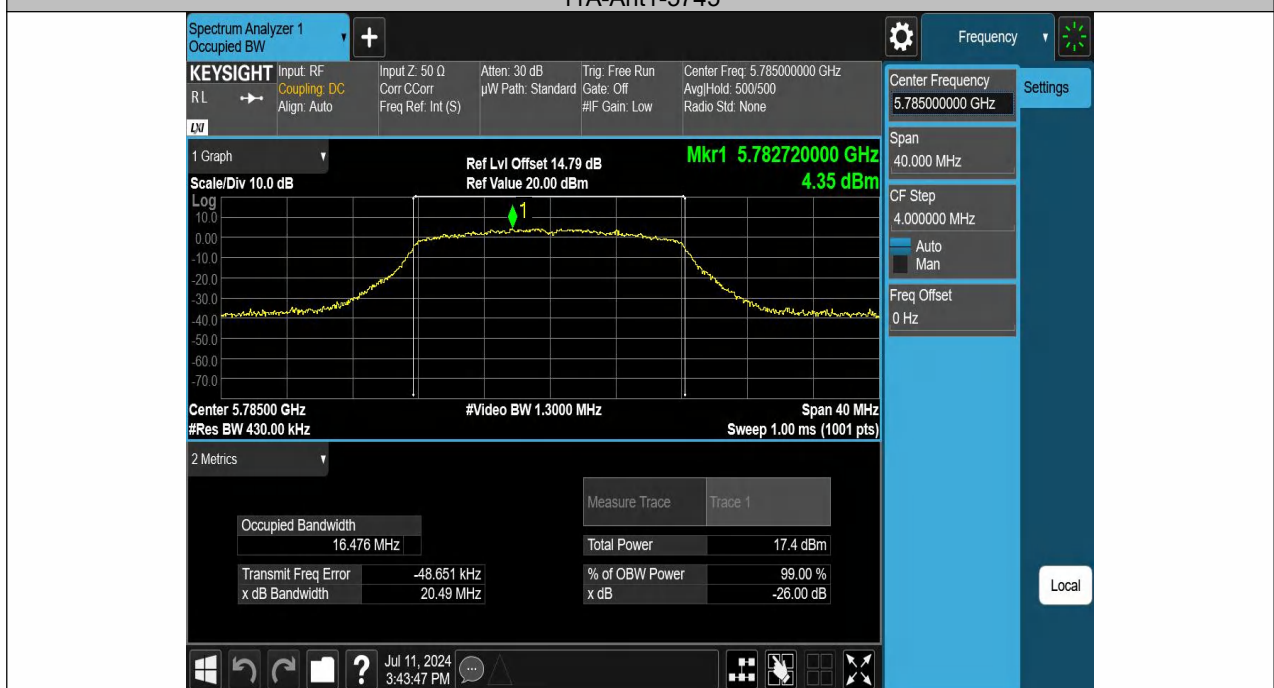 11A-Ant1-5745
Spectrum Analyzer 1
Occupied BW
Frequency
KEYSIGHT
RL
LXI
Input: RF
Coupling: DC
Align: Auto
Input Z: 50 Ω
Corr CCorr
Freq Ref: Int (S)
Atten: 30 dB
µW Path: Standard
Trig: Free Run
Gate: Off
#IF Gain: Low
Center Freq: 5.785000000 GHz
Avg|Hold: 500/500
Radio Std: None
Center Frequency
5.785000000 GHz
Settings
Span
40.000 MHz
CF Step
4.000000 MHz
Auto
Man
Freq Offset
0 Hz
Local
1 Graph
Scale/Div 10.0 dB
Ref Lvl Offset 14.79 dB
Ref Value 20.00 dBm
Mkr1 5.782720000 GHz
4.35 dBm
Log
10.0
0.00
-10.0
-20.0
-30.0
-40.0
-50.0
-60.0
-70.0
1
Center 5.78500 GHz
#Res BW 430.00 kHz
#Video BW 1.3000 MHz
Span 40 MHz
Sweep 1.00 ms (1001 pts)
2 Metrics
Measure Trace Trace 1
Occupied Bandwidth
16.476 MHz
Total Power 17.4 dBm
Transmit Freq Error -48.651 kHz
% of OBW Power 99.00 %
x dB Bandwidth 20.49 MHz
x dB -26.00 dB
?
Jul 11, 2024
3:43:47 PM